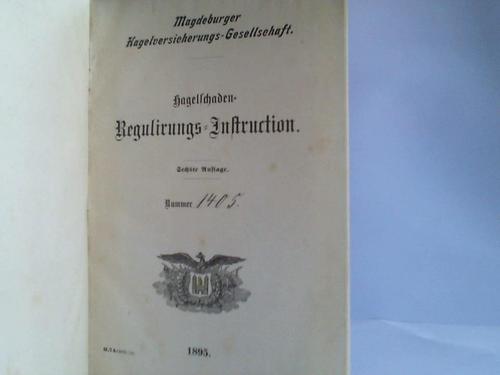 Magdeburger
Hagelversicherungs-Gesellschaft.
Hagelschaden-
Regulirungs-Instruction.
Sechste Auflage.
Nummer 1405.
1895.